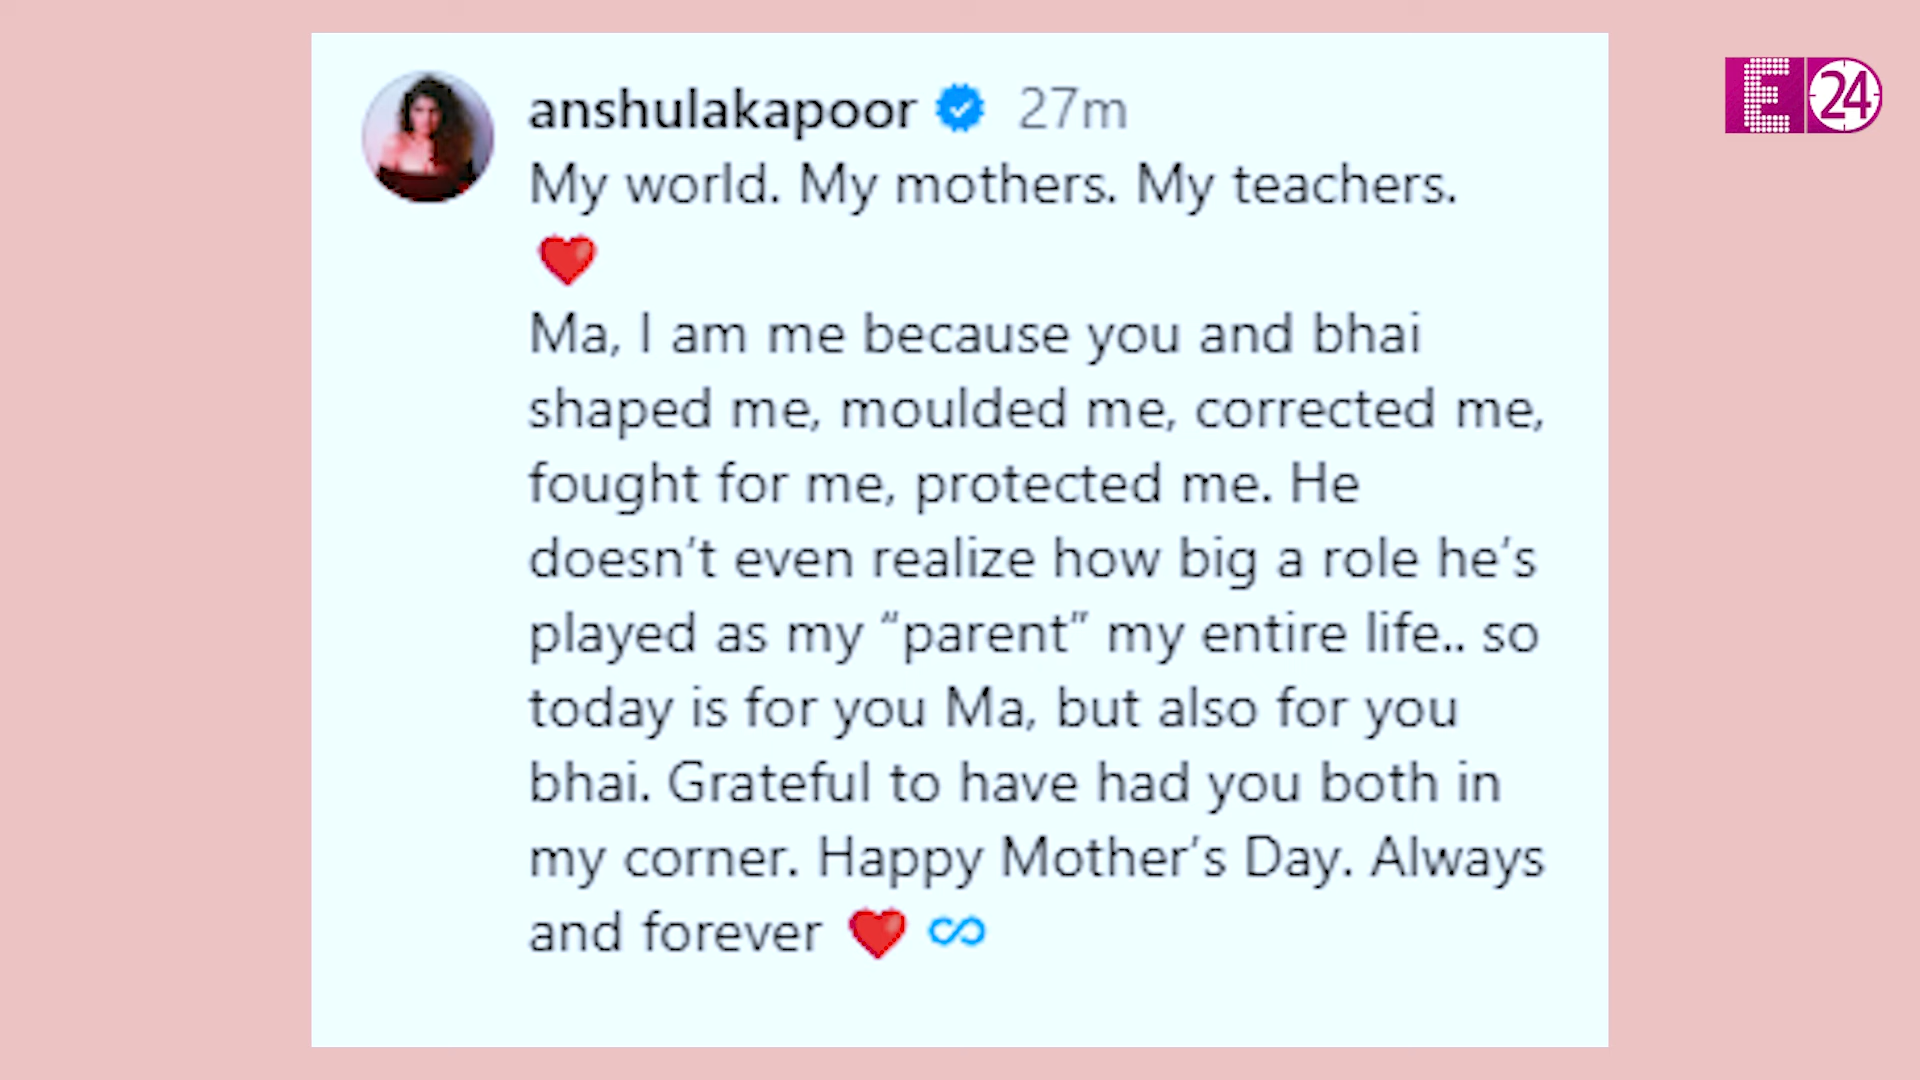 anshulakapoor 27m
E 24
My world. My mothers. My teachers.
❤️
Ma, I am me because you and bhai
shaped me, moulded me, corrected me,
fought for me, protected me. He
doesn’t even realize how big a role he’s
played as my “parent” my entire life.. so
today is for you Ma, but also for you
bhai. Grateful to have had you both in
my corner. Happy Mother’s Day. Always
and forever ❤️ ∞